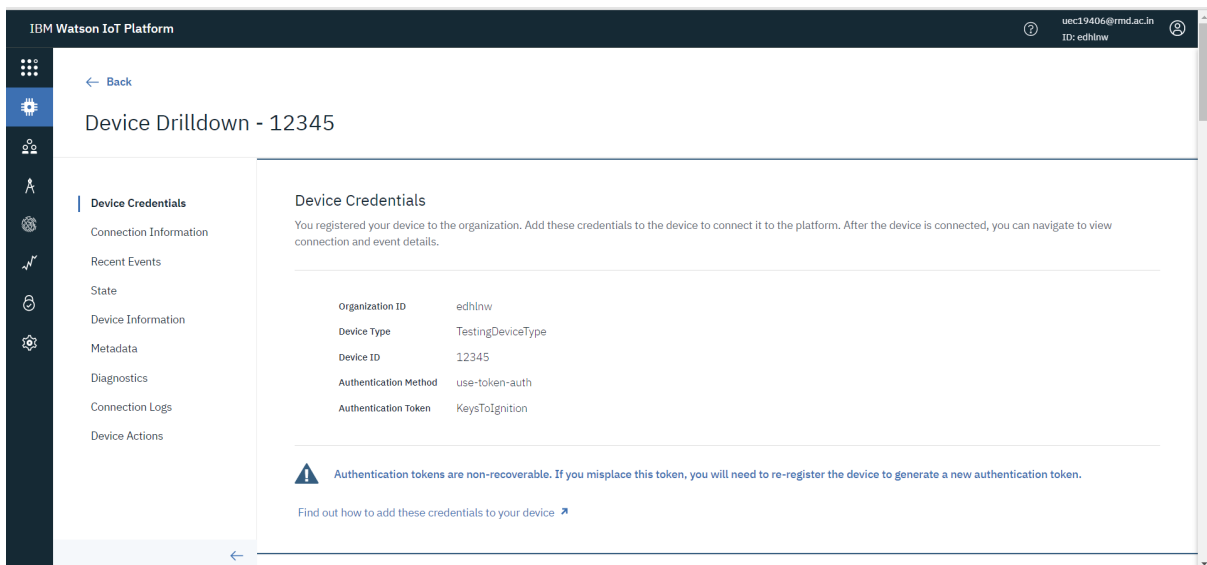 IBM Watson IoT Platform
uec19406@rmd.ac.in
ID: edhlnw
← Back
Device Drilldown - 12345
Device Credentials
Connection Information
Recent Events
State
Device Information
Metadata
Diagnostics
Connection Logs
Device Actions
Device Credentials
You registered your device to the organization. Add these credentials to the device to connect it to the platform. After the device is connected, you can navigate to view
connection and event details.
Organization ID edhlnw
Device Type TestingDeviceType
Device ID 12345
Authentication Method use-token-auth
Authentication Token KeysToIgnition
Authentication tokens are non-recoverable. If you misplace this token, you will need to re-register the device to generate a new authentication token.
Find out how to add these credentials to your device